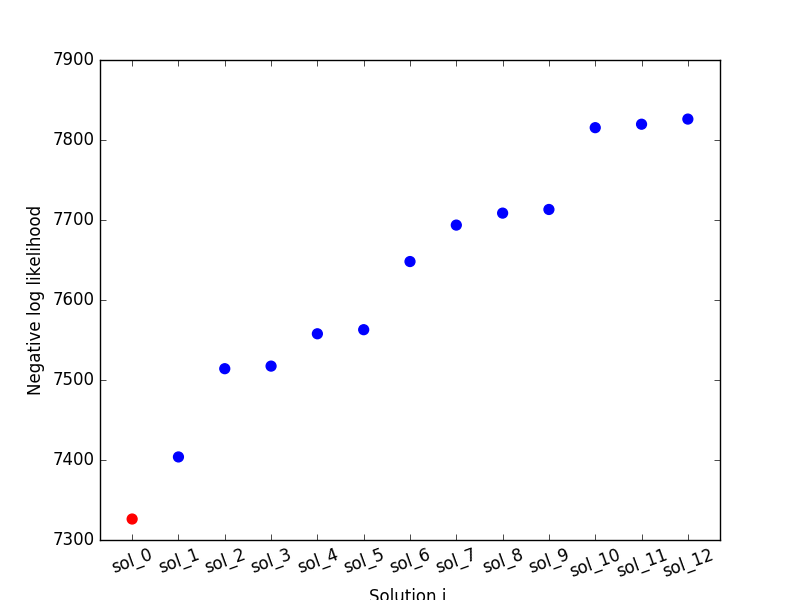 7900
7800
7700
7600
7500
7400
7300
Negative log likelihood
sol_0 sol_1 sol_2 sol_3 sol_4 sol_5 sol_6 sol_7 sol_8 sol_9 sol_10 sol_11 sol_12
Solution i